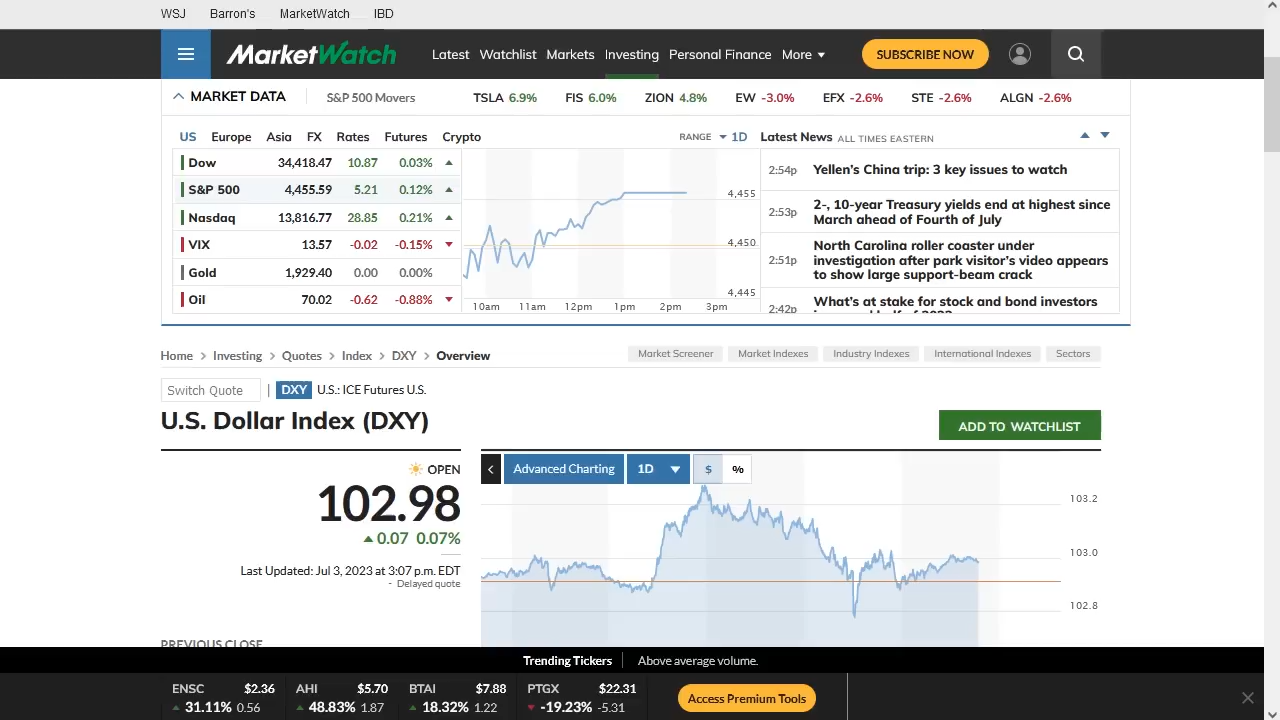 WSJ Barron's MarketWatch IBD
MarketWatch Latest Watchlist Markets Investing Personal Finance More SUBSCRIBE NOW
MARKET DATA S&P 500 Movers TSLA 6.9% FIS 6.0% ZION 4.8% EW -3.0% EFX -2.6% STE -2.6% ALGN -2.6%
US Europe Asia FX Rates Futures Crypto RANGE 1D
Dow 34,418.47 10.87 0.03%
S&P 500 4,455.59 5.21 0.12%
Nasdaq 13,816.77 28.85 0.21%
VIX 13.57 -0.02 -0.15%
Gold 1,929.40 0.00 0.00%
Oil 70.02 -0.62 -0.88%
4,455
4,450
4,445
10am 11am 12pm 1pm 2pm 3pm
Latest News ALL TIMES EASTERN
2:54p Yellen's China trip: 3 key issues to watch
2:53p 2-, 10-year Treasury yields end at highest since
March ahead of Fourth of July
2:51p North Carolina roller coaster under
investigation after park visitor's video appears
to show large support-beam crack
2:42p What's at stake for stock and bond investors
Home > Investing > Quotes > Index > DXY > Overview
Market Screener Market Indexes Industry Indexes International Indexes Sectors
Switch Quote | DXY U.S.: ICE Futures U.S.
U.S. Dollar Index (DXY)
ADD TO WATCHLIST
OPEN
102.98
0.07 0.07%
Last Updated: Jul 3, 2023 at 3:07 p.m. EDT
- Delayed quote
PREVIOUS CLOSE
Advanced Charting 1D $ %
103.2
103.0
102.8
Trending Tickers Above average volume.
ENSC $2.36 AHI $5.70 BTAI $7.88 PTGX $22.31
31.11% 0.56 48.83% 1.87 18.32% 1.22 -19.23% -5.31
Access Premium Tools